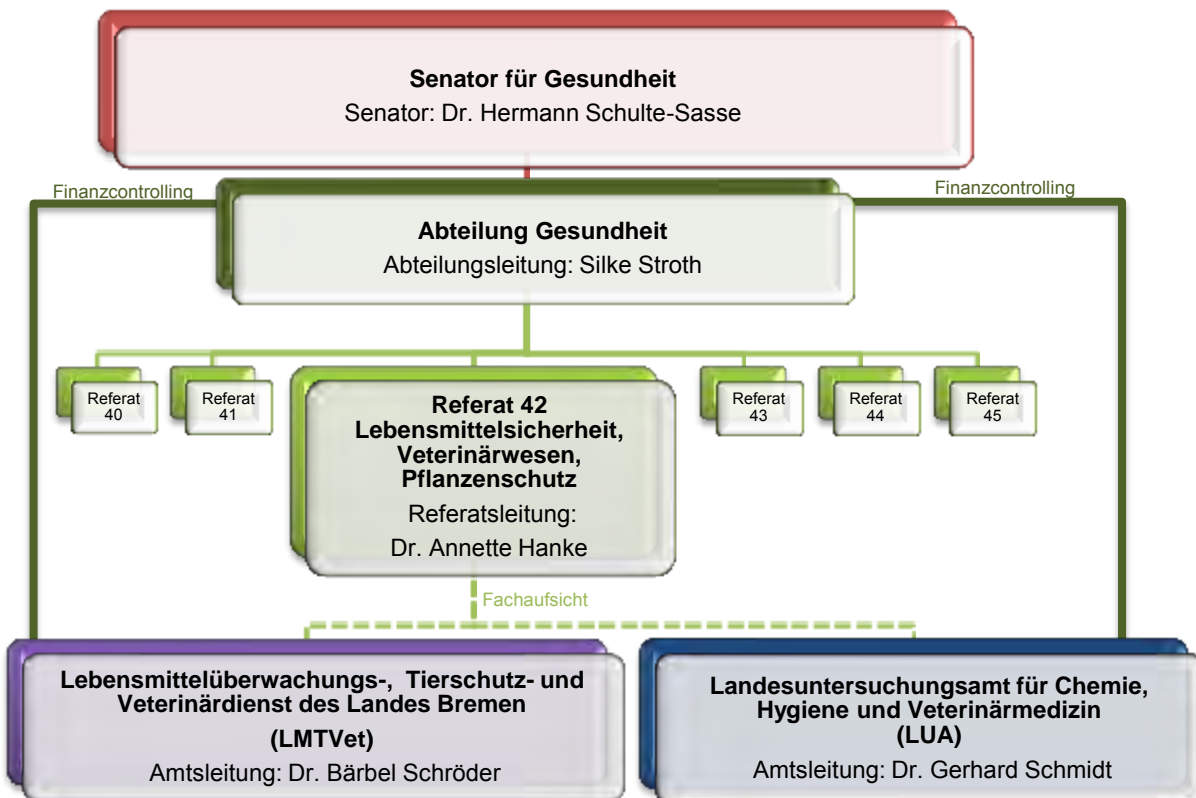 Senator für Gesundheit
Senator: Dr. Hermann Schulte-Sasse
Finanzcontrolling
Finanzcontrolling
Abteilung Gesundheit
Abteilungsleitung: Silke Stroth
Referat
40
Referat
41
Referat 42
Lebensmittelsicherheit,
Veterinärwesen,
Pflanzenschutz
Referatsleitung:
Dr. Annette Hanke
Referat
43
Referat
44
Referat
45
Fachaufsicht
Lebensmittelüberwachungs-, Tierschutz- und
Veterinärdienst des Landes Bremen
(LMTVet)
Amtsleitung: Dr. Bärbel Schröder
Landesuntersuchungsamt für Chemie,
Hygiene und Veterinärmedizin
(LUA)
Amtsleitung: Dr. Gerhard Schmidt